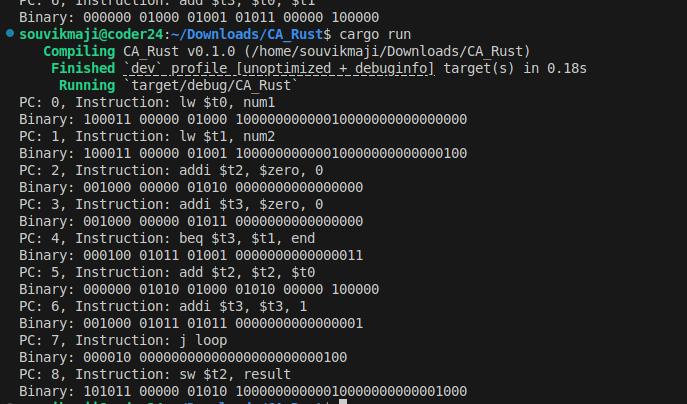 PC: 6, Instruction: add $t3, $t0, $t1
Binary: 000000 01000 01001 01011 00000 100000
souvikmaji@coder24:~/Downloads/CA_Rust$ cargo run
Compiling CA_Rust v0.1.0 (/home/souvikmaji/Downloads/CA_Rust)
Finished `dev` profile [unoptimized + debuginfo] target(s) in 0.18s
Running `target/debug/CA_Rust`
PC: 0, Instruction: lw $t0, num1
Binary: 100011 00000 01000 10000000000010000000000000000
PC: 1, Instruction: lw $t1, num2
Binary: 100011 00000 01001 10000000000010000000000000100
PC: 2, Instruction: addi $t2, $zero, 0
Binary: 001000 00000 01010 0000000000000000
PC: 3, Instruction: addi $t3, $zero, 0
Binary: 001000 00000 01011 0000000000000000
PC: 4, Instruction: beq $t3, $t1, end
Binary: 000100 01011 01001 0000000000000011
PC: 5, Instruction: add $t2, $t2, $t0
Binary: 000000 01010 01000 01010 00000 100000
PC: 6, Instruction: addi $t3, $t3, 1
Binary: 001000 01011 01011 0000000000000001
PC: 7, Instruction: j loop
Binary: 000010 00000000000000000000000100
PC: 8, Instruction: sw $t2, result
Binary: 101011 00000 01010 10000000000010000000000001000